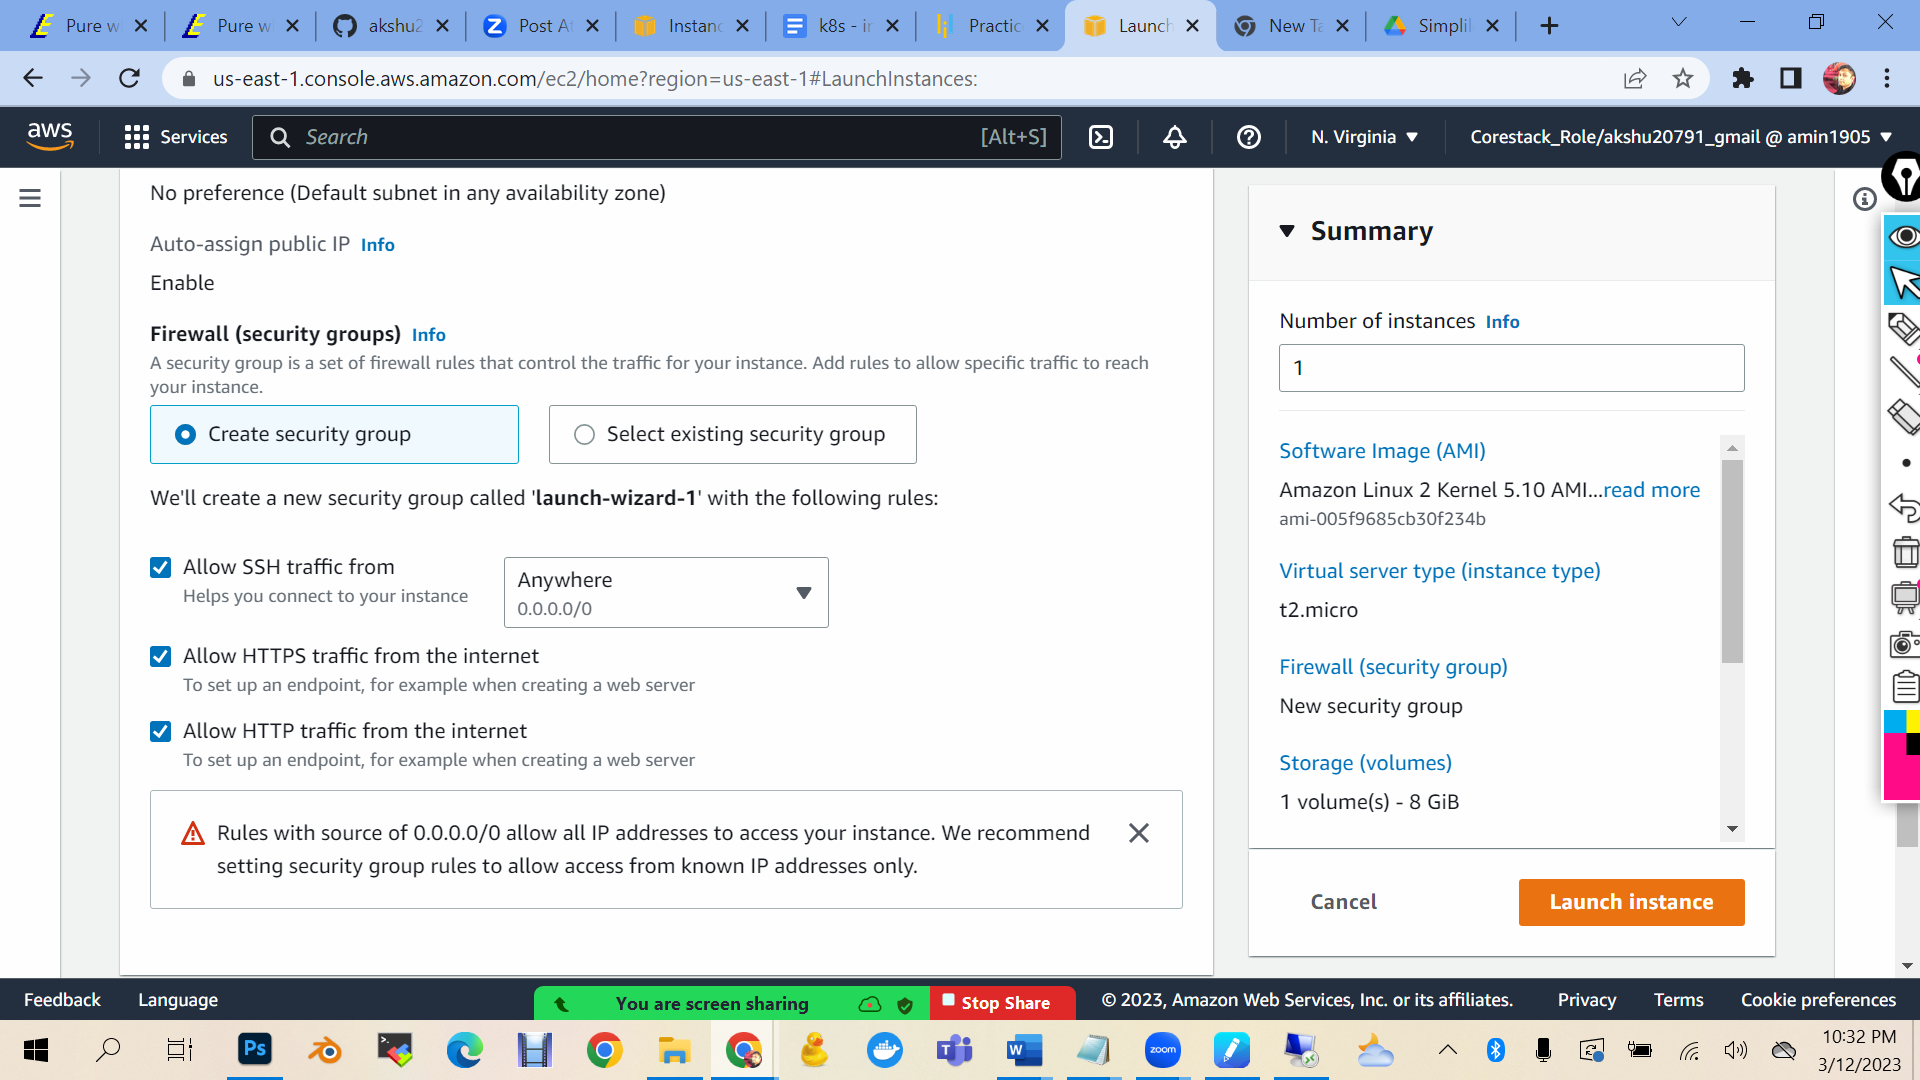 Pure w
Pure w
akshu2
Post At
Instanc
k8s - in
Practic
Launch
New Ta
Simplil
us-east-1.console.aws.amazon.com/ec2/home?region=us-east-1#LaunchInstances:
aws
Services
Search
[Alt+S]
N. Virginia
Corestack_Role/akshu20791_gmail @ amin1905
No preference (Default subnet in any availability zone)
Auto-assign public IP Info
Enable
Firewall (security groups) Info
A security group is a set of firewall rules that control the traffic for your instance. Add rules to allow specific traffic to reach
your instance.
Create security group
Select existing security group
We'll create a new security group called 'launch-wizard-1' with the following rules:
Allow SSH traffic from
Helps you connect to your instance
Anywhere
0.0.0.0/0
Allow HTTPS traffic from the internet
To set up an endpoint, for example when creating a web server
Allow HTTP traffic from the internet
To set up an endpoint, for example when creating a web server
Rules with source of 0.0.0.0/0 allow all IP addresses to access your instance. We recommend
setting security group rules to allow access from known IP addresses only.
Summary
Number of instances Info
1
Software Image (AMI)
Amazon Linux 2 Kernel 5.10 AMI...read more
ami-005f9685cb30f234b
Virtual server type (instance type)
t2.micro
Firewall (security group)
New security group
Storage (volumes)
1 volume(s) - 8 GiB
Cancel
Launch instance
Feedback
Language
You are screen sharing
Stop Share
© 2023, Amazon Web Services, Inc. or its affiliates.
Privacy
Terms
Cookie preferences
Ps
zoom
10:32 PM
3/12/2023